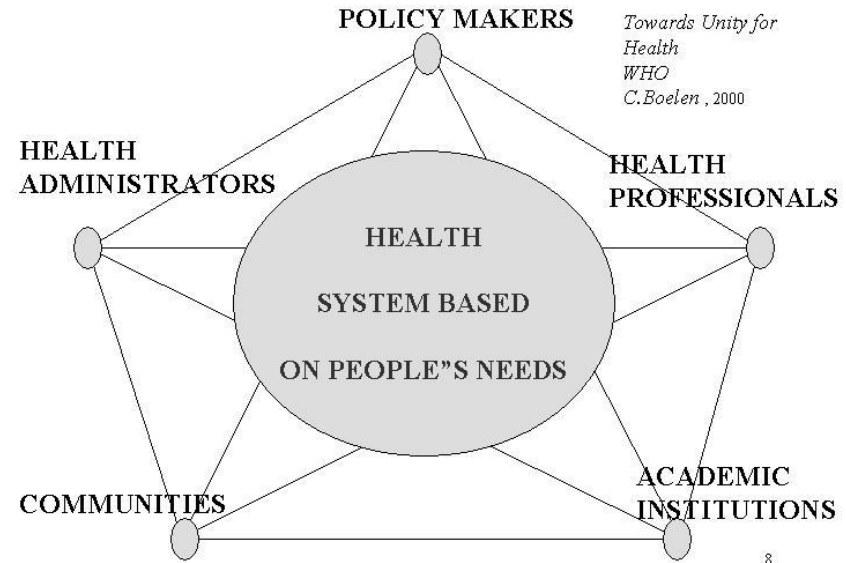 POLICY MAKERS
Towards Unity for
Health
WHO
C.Boelen , 2000
HEALTH
ADMINISTRATORS
HEALTH
PROFESSIONALS
HEALTH
SYSTEM BASED
ON PEOPLE”S NEEDS
COMMUNITIES
ACADEMIC
INSTITUTIONS
8